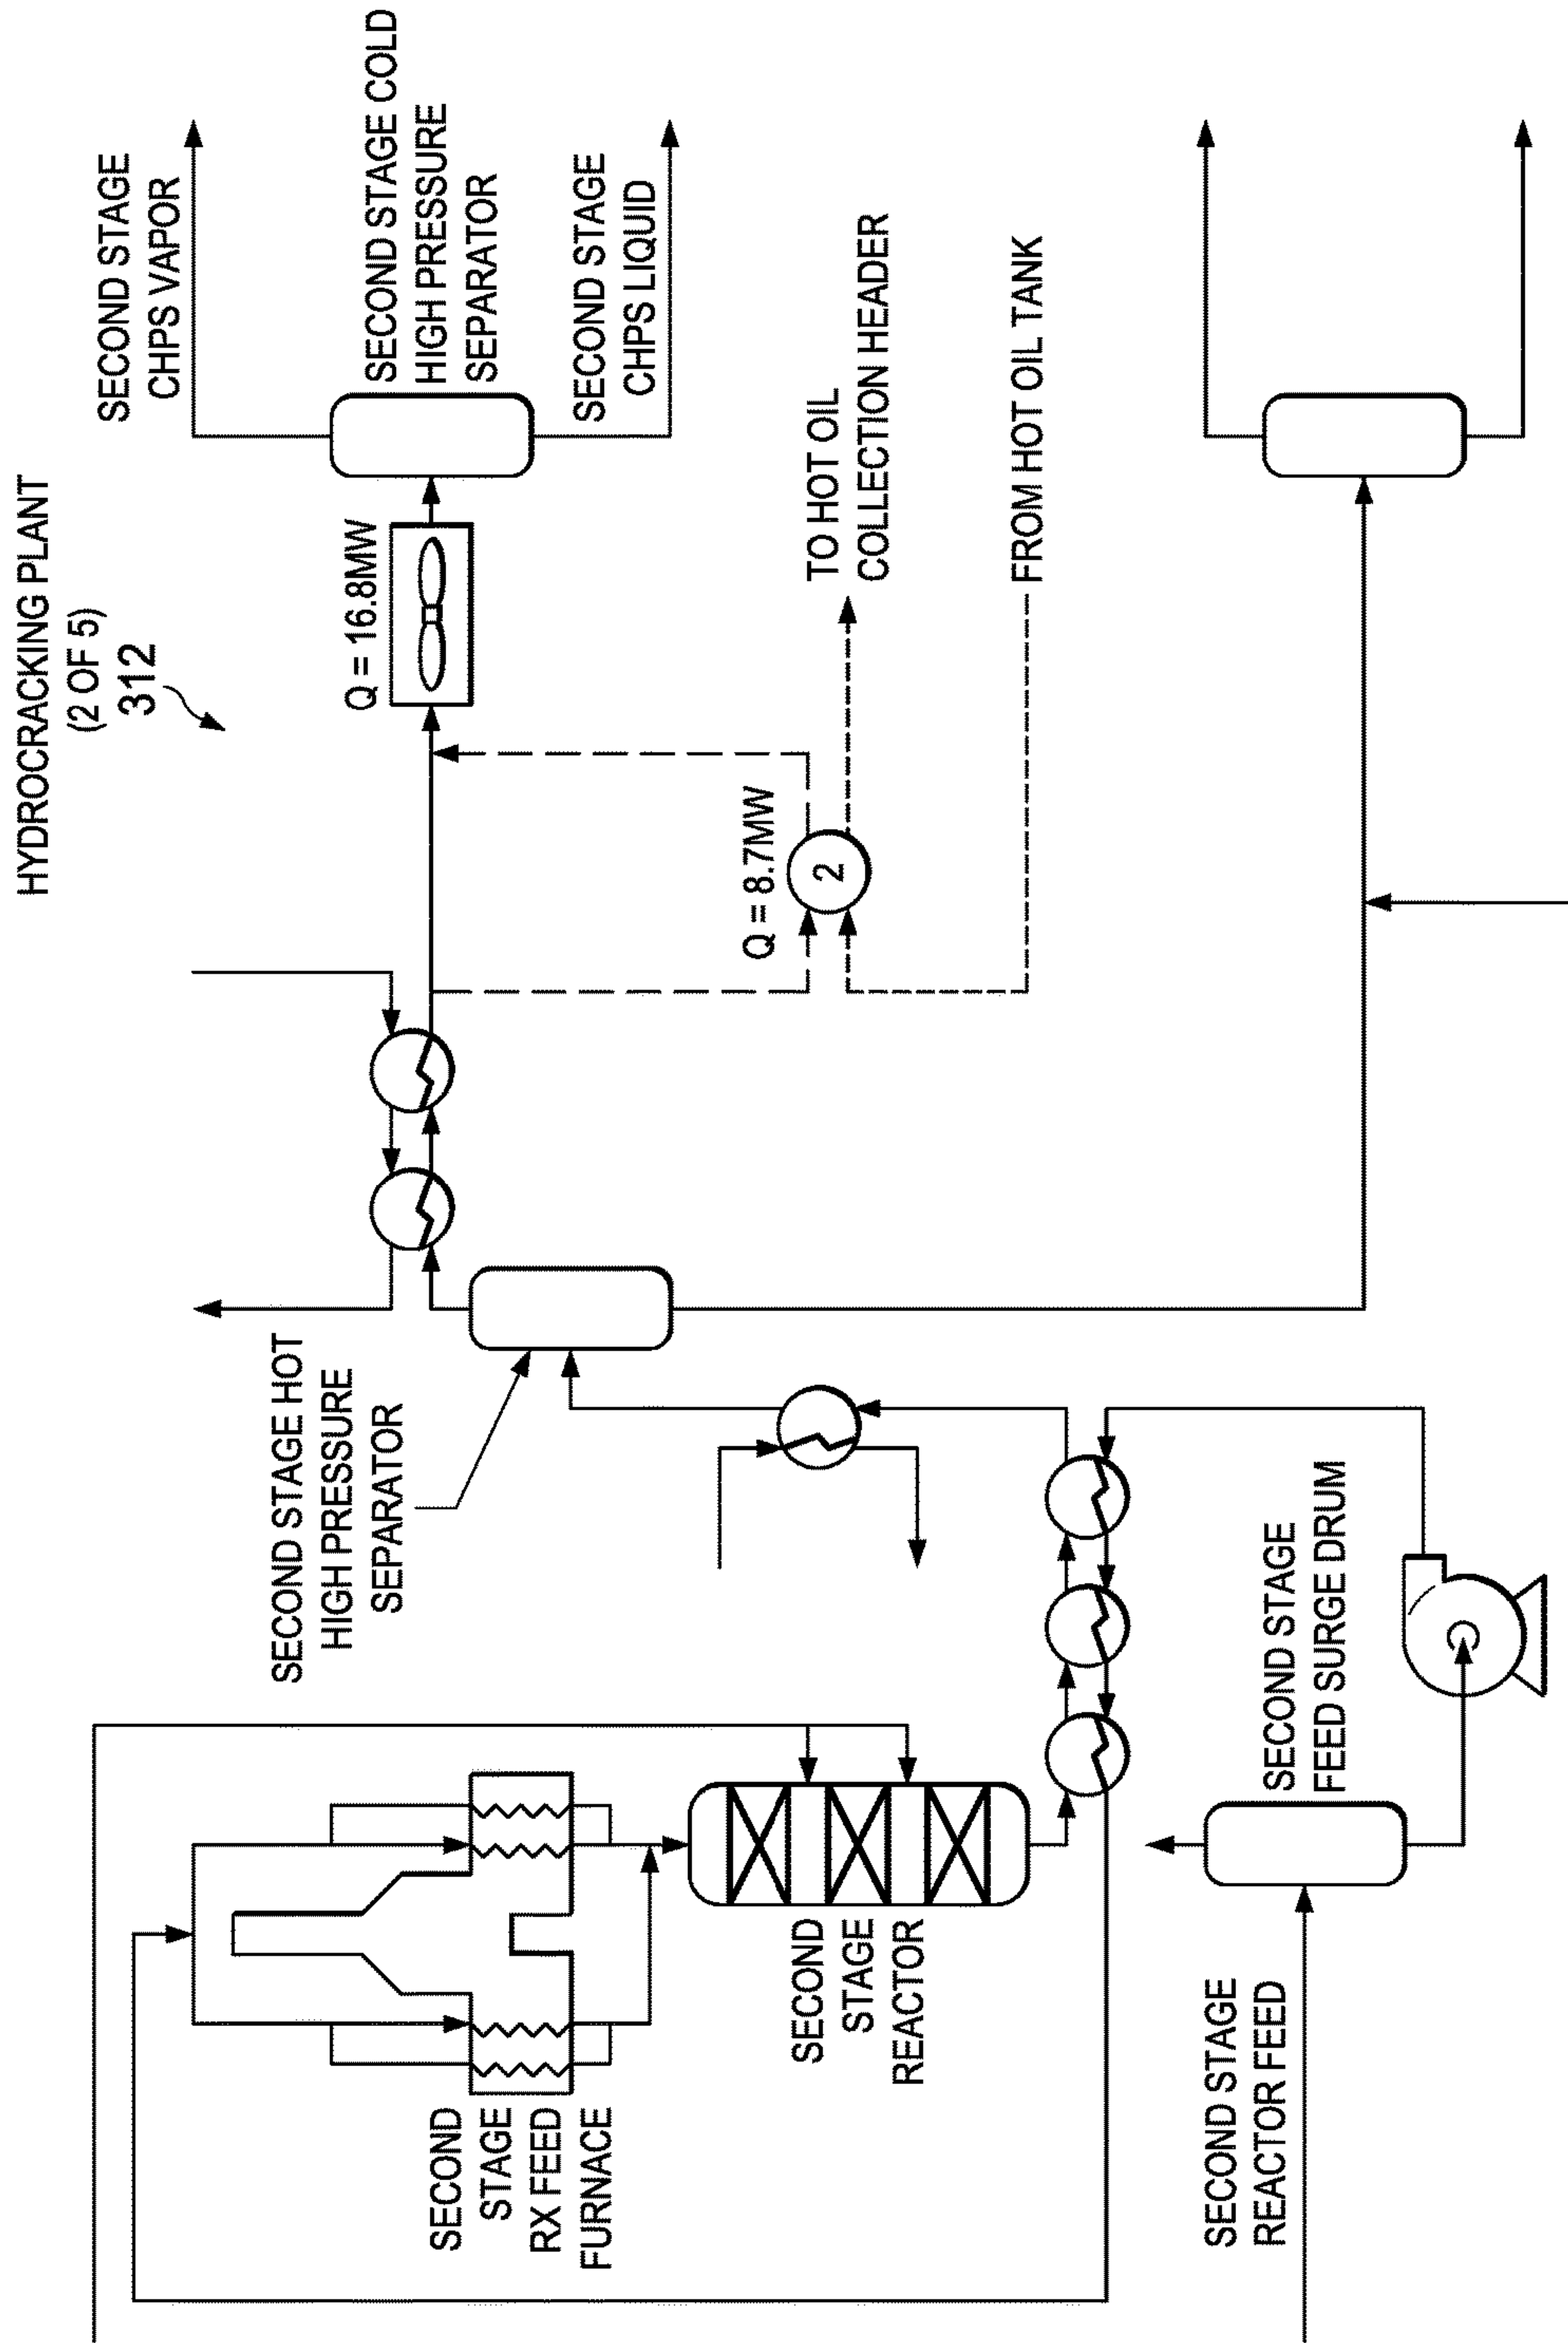 HYDROCRACKING PLANT
(2 OF 5)
312
SECOND STAGE
CHPS VAPOR
Q = 16.8MW
SECOND STAGE COLD
HIGH PRESSURE
SEPARATOR
SECOND STAGE
CHPS LIQUID
Q = 8.7MW
2
TO HOT OIL
COLLECTION HEADER
FROM HOT OIL TANK
SECOND STAGE HOT
HIGH PRESSURE
SEPARATOR
SECOND
STAGE
RX FEED
FURNACE
SECOND
STAGE
REACTOR
SECOND STAGE
FEED SURGE DRUM
SECOND STAGE
REACTOR FEED